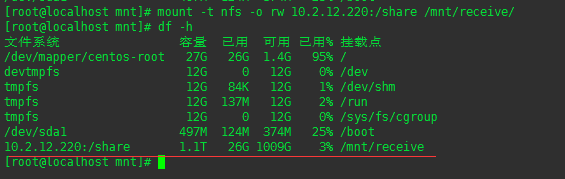 [root@localhost mnt]# mount -t nfs -o rw 10.2.12.220:/share /mnt/receive/
[root@localhost mnt]# df -h
文件系统 容量 已用 可用 已用% 挂载点
/dev/mapper/centos-root 27G 26G 1.4G 95% /
devtmpfs 12G 0 12G 0% /dev
tmpfs 12G 84K 12G 1% /dev/shm
tmpfs 12G 137M 12G 2% /run
tmpfs 12G 0 12G 0% /sys/fs/cgroup
/dev/sda1 497M 124M 374M 25% /boot
10.2.12.220:/share 1.1T 26G 1009G 3% /mnt/receive
[root@localhost mnt]#